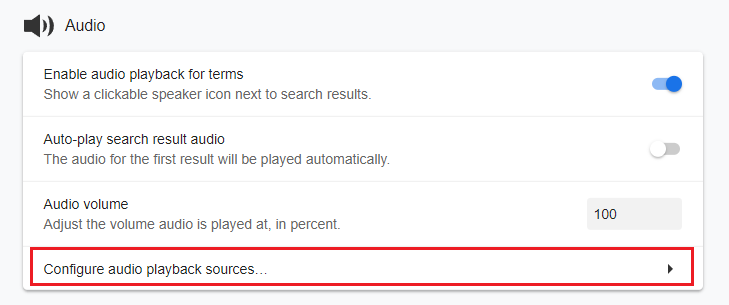 Audio
Enable audio playback for terms
Show a clickable speaker icon next to search results.
Auto-play search result audio
The audio for the first result will be played automatically.
Audio volume
Adjust the volume audio is played at, in percent.
100
Configure audio playback sources…